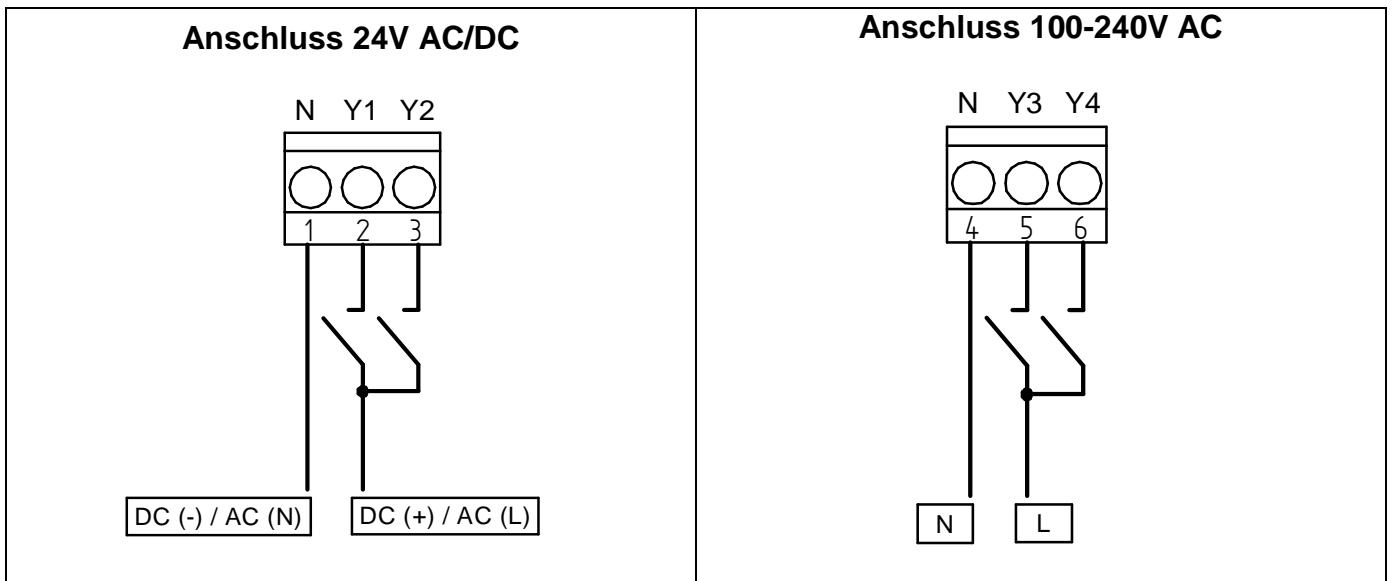 Anschluss 24V AC/DC
N Y1 Y2
1 2 3
DC (-) / AC (N)
DC (+) / AC (L)
Anschluss 100-240V AC
N Y3 Y4
4 5 6
N
L